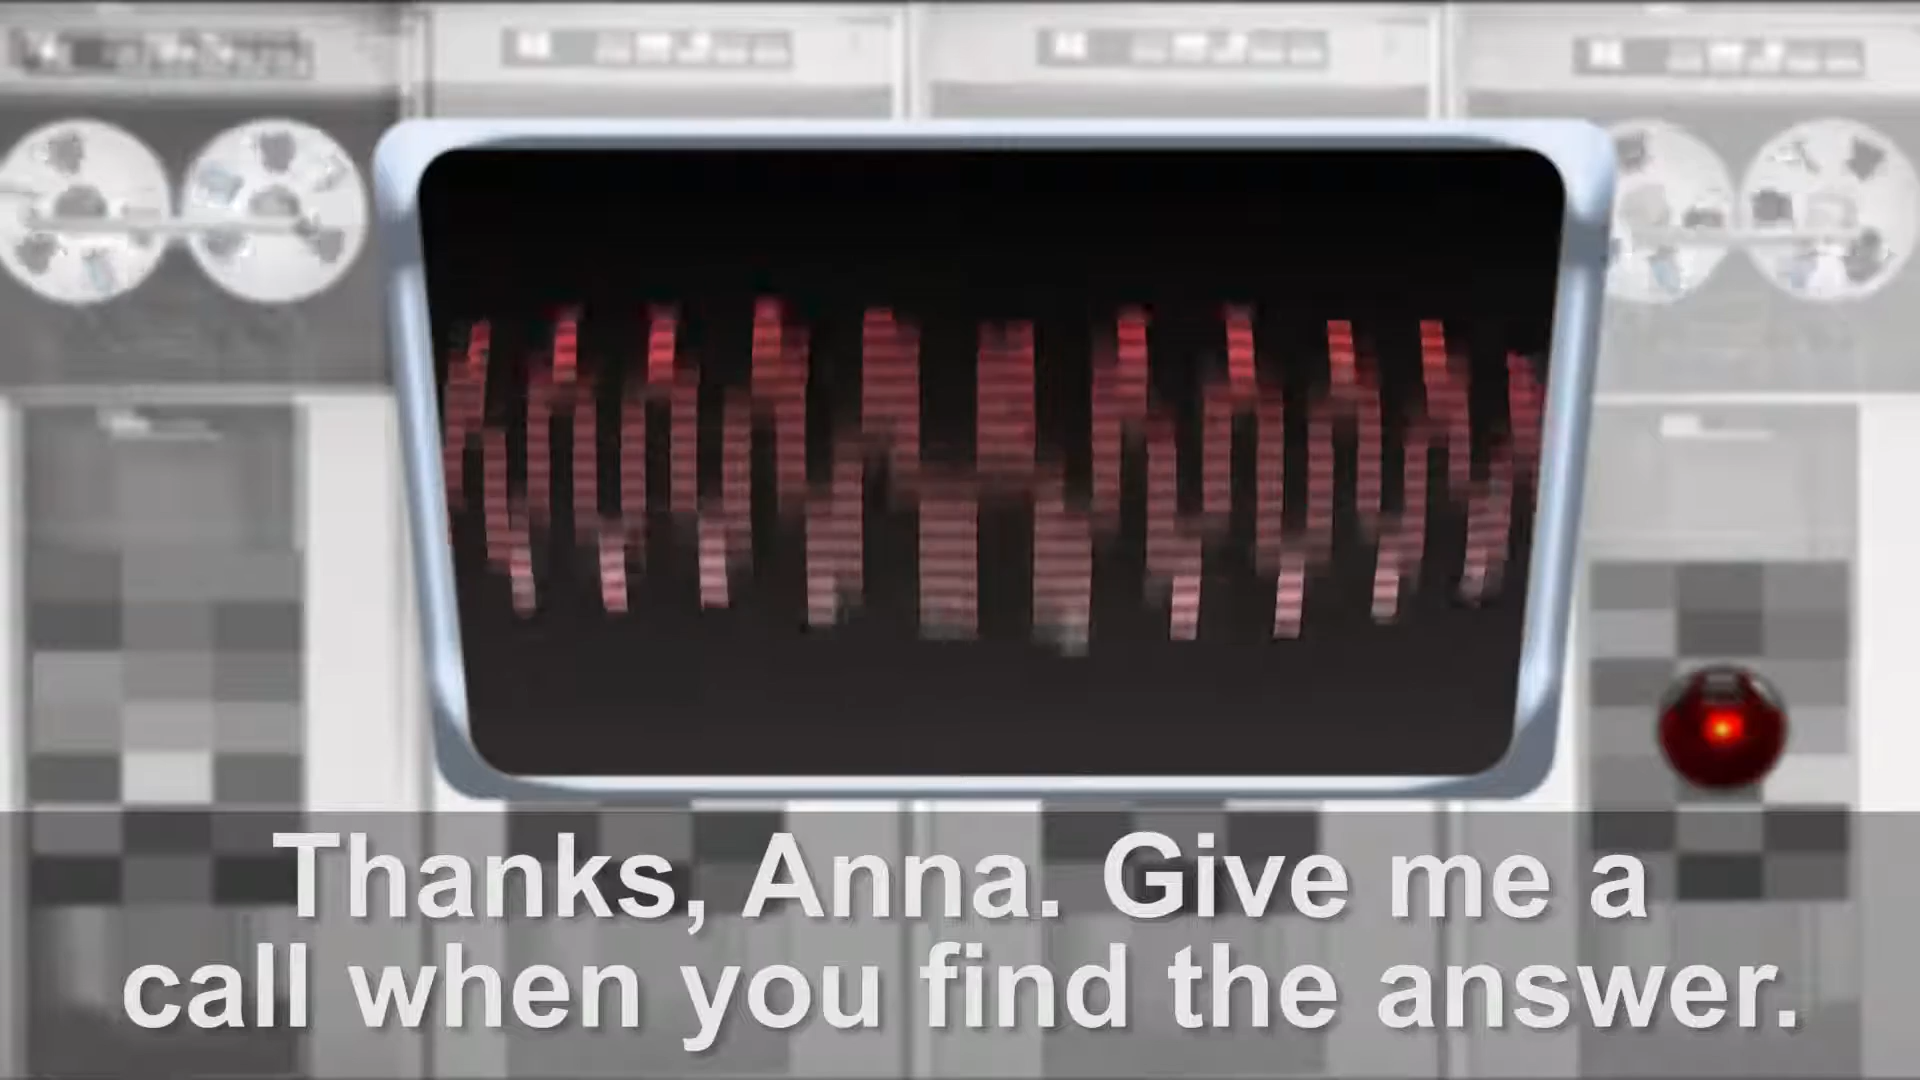 Thanks, Anna. Give me a
call when you find the answer.